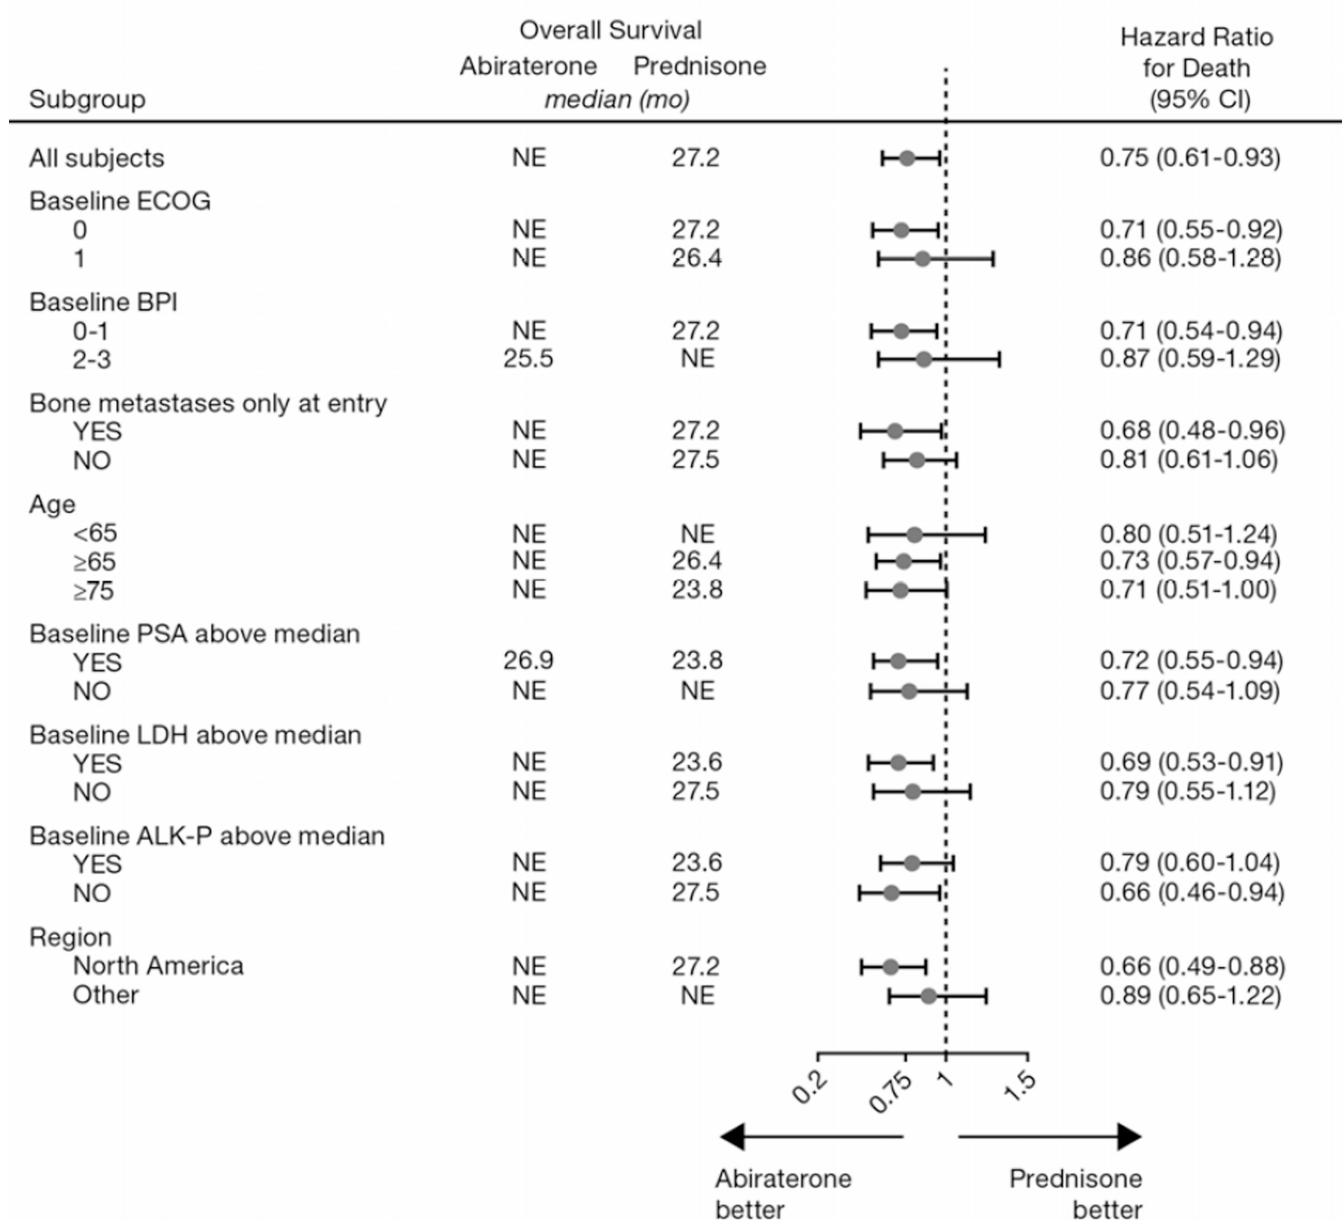 Overall Survival
Hazard Ratio
Abiraterone Prednisone
for Death
Subgroup median (mo) (95% CI)
All subjects NE 27.2 0.75 (0.61-0.93)
Baseline ECOG
0 NE 27.2 0.71 (0.55-0.92)
1 NE 26.4 0.86 (0.58-1.28)
Baseline BPI
0-1 NE 27.2 0.71 (0.54-0.94)
2-3 25.5 NE 0.87 (0.59-1.29)
Bone metastases only at entry
YES NE 27.2 0.68 (0.48-0.96)
NO NE 27.5 0.81 (0.61-1.06)
Age
<65 NE NE 0.80 (0.51-1.24)
≥65 NE 26.4 0.73 (0.57-0.94)
≥75 NE 23.8 0.71 (0.51-1.00)
Baseline PSA above median
YES 26.9 23.8 0.72 (0.55-0.94)
NO NE NE 0.77 (0.54-1.09)
Baseline LDH above median
YES NE 23.6 0.69 (0.53-0.91)
NO NE 27.5 0.79 (0.55-1.12)
Baseline ALK-P above median
YES NE 23.6 0.79 (0.60-1.04)
NO NE 27.5 0.66 (0.46-0.94)
Region
North America NE 27.2 0.66 (0.49-0.88)
Other NE NE 0.89 (0.65-1.22)
0.2 0.75 1 1.5
Abiraterone Prednisone
better better